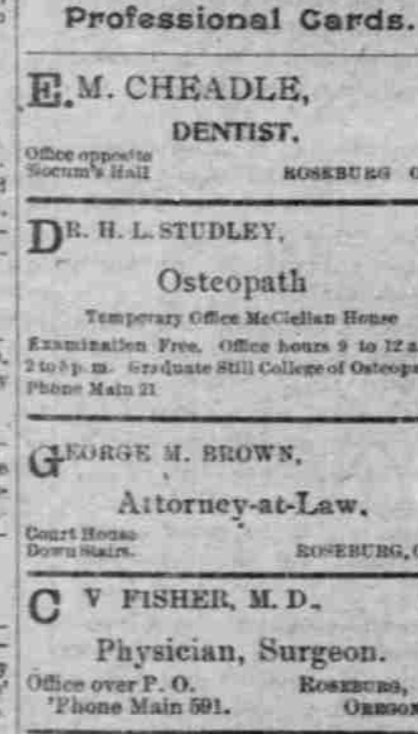 Professional Cards.
E. M. CHEADLE,
DENTIST.
Office opposite
Slocum's Hall
ROSEBURG O
DR. H. L. STUDLEY,
Osteopath
Temporary Office McClellan House
Examination Free. Office hours 9 to 12 a
2 to 5 p. m. Graduate Still College of Osteopa
Phone Main 21
GEORGE M. BROWN,
Attorney-at-Law.
Court House
Down Stairs.
ROSEBURG, O
C V FISHER, M. D.,
Physician, Surgeon.
Office over P. O.
ROSEBURG,
'Phone Main 591.
OREGON